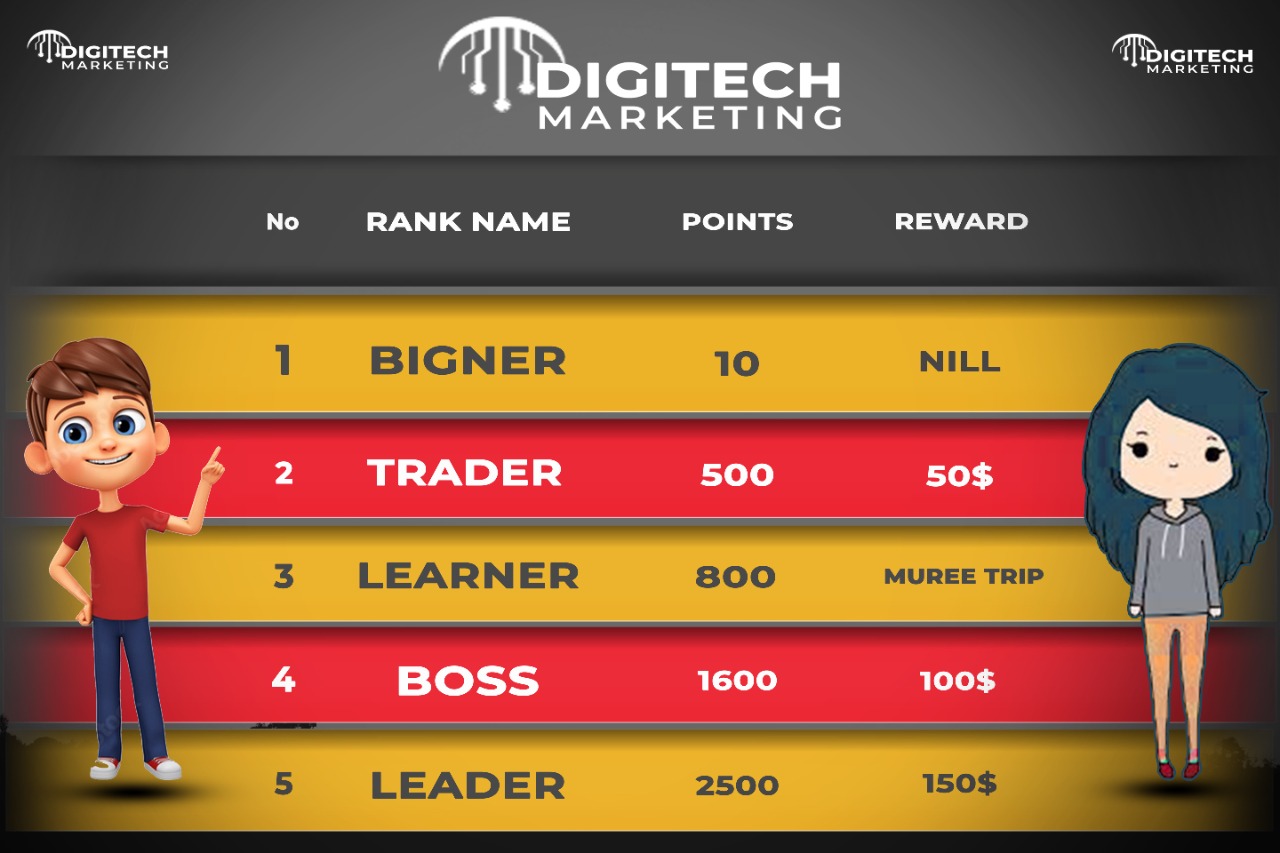 DIGITECH
MARKETING
DIGITECH
MARKETING
DIGITECH
MARKETING
No RANK NAME POINTS REWARD
1 BIGNER 10 NILL
2 TRADER 500 50$
3 LEARNER 800 MUREE TRIP
4 BOSS 1600 100$
5 LEADER 2500 150$